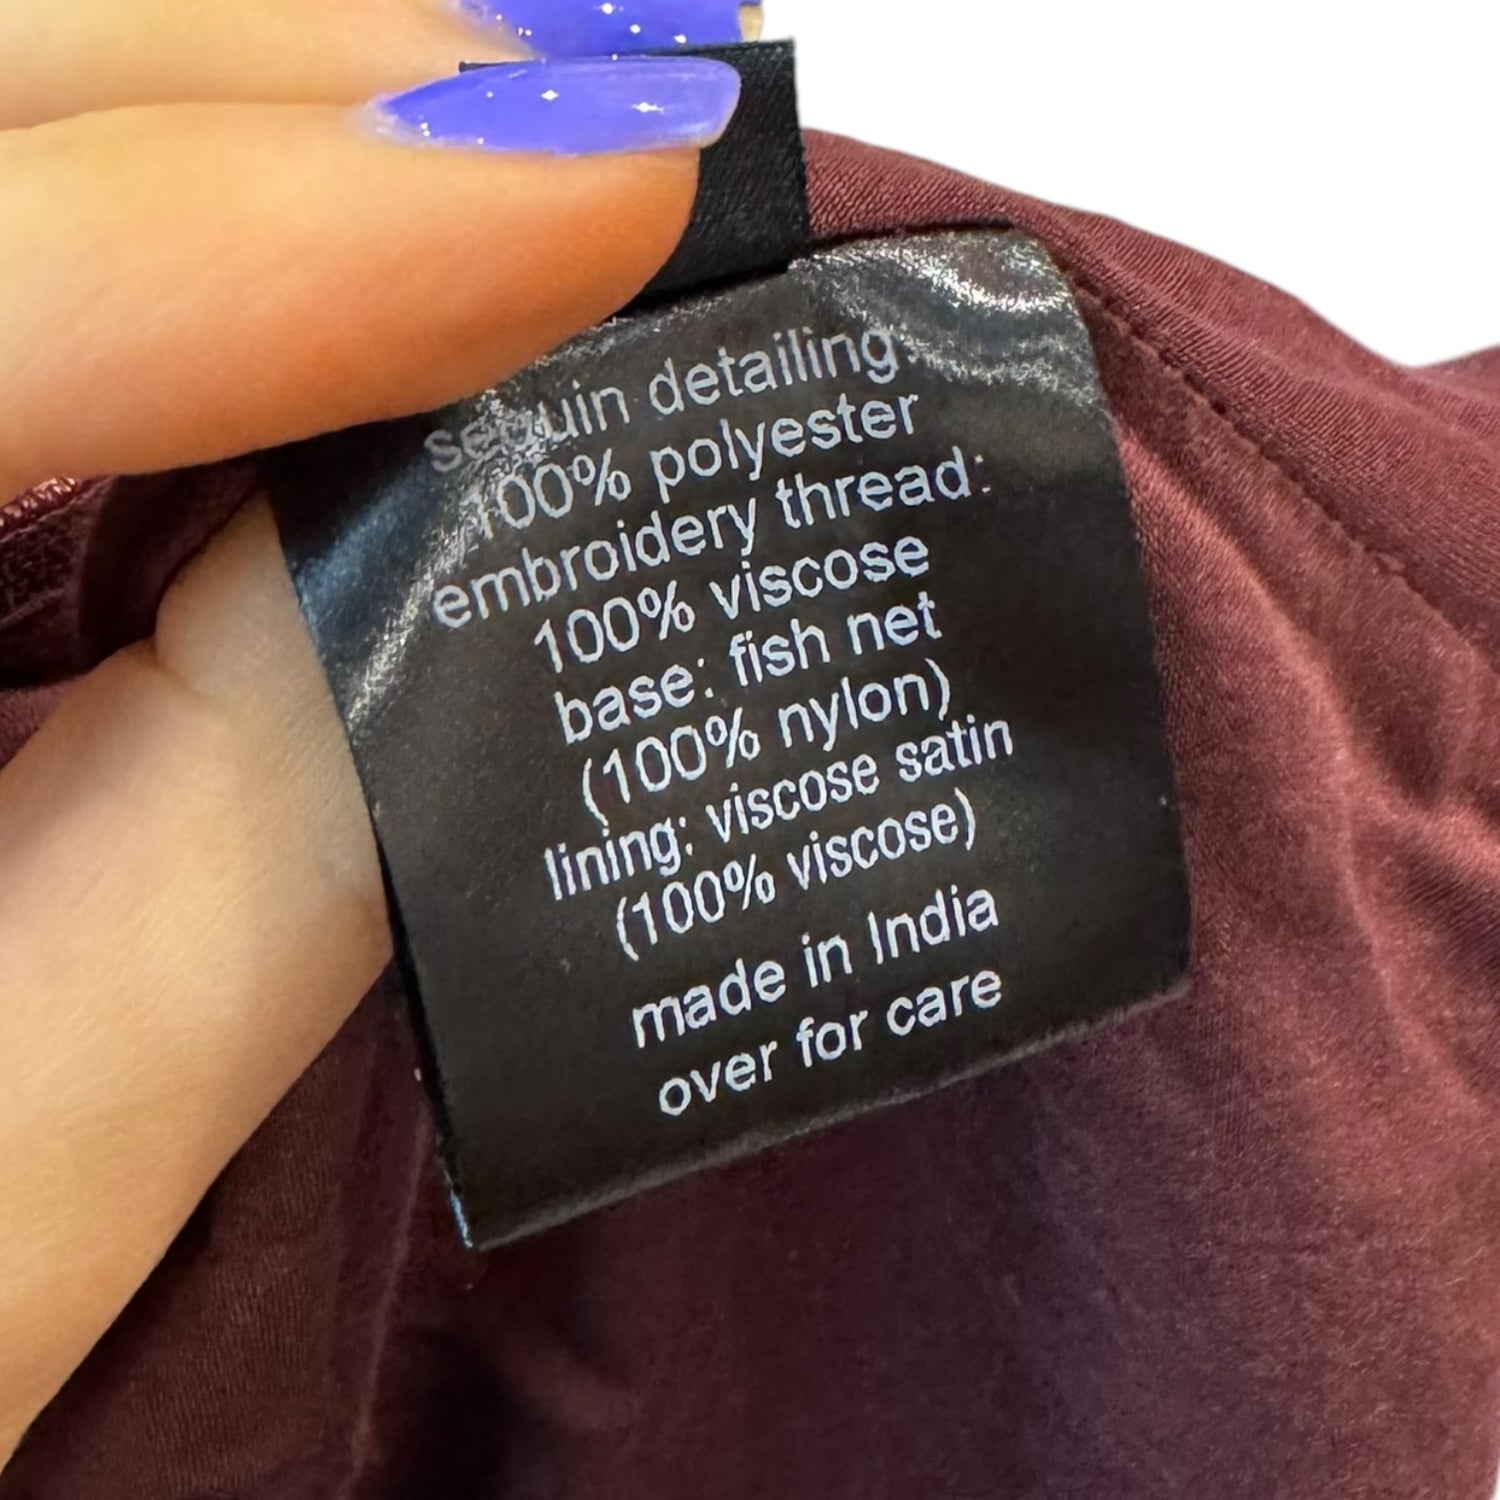 sequin detailing:
100% polyester
embroidery thread:
100% viscose
base: fish net
(100% nylon)
lining: viscose satin
(100% viscose)
made in India
over for care